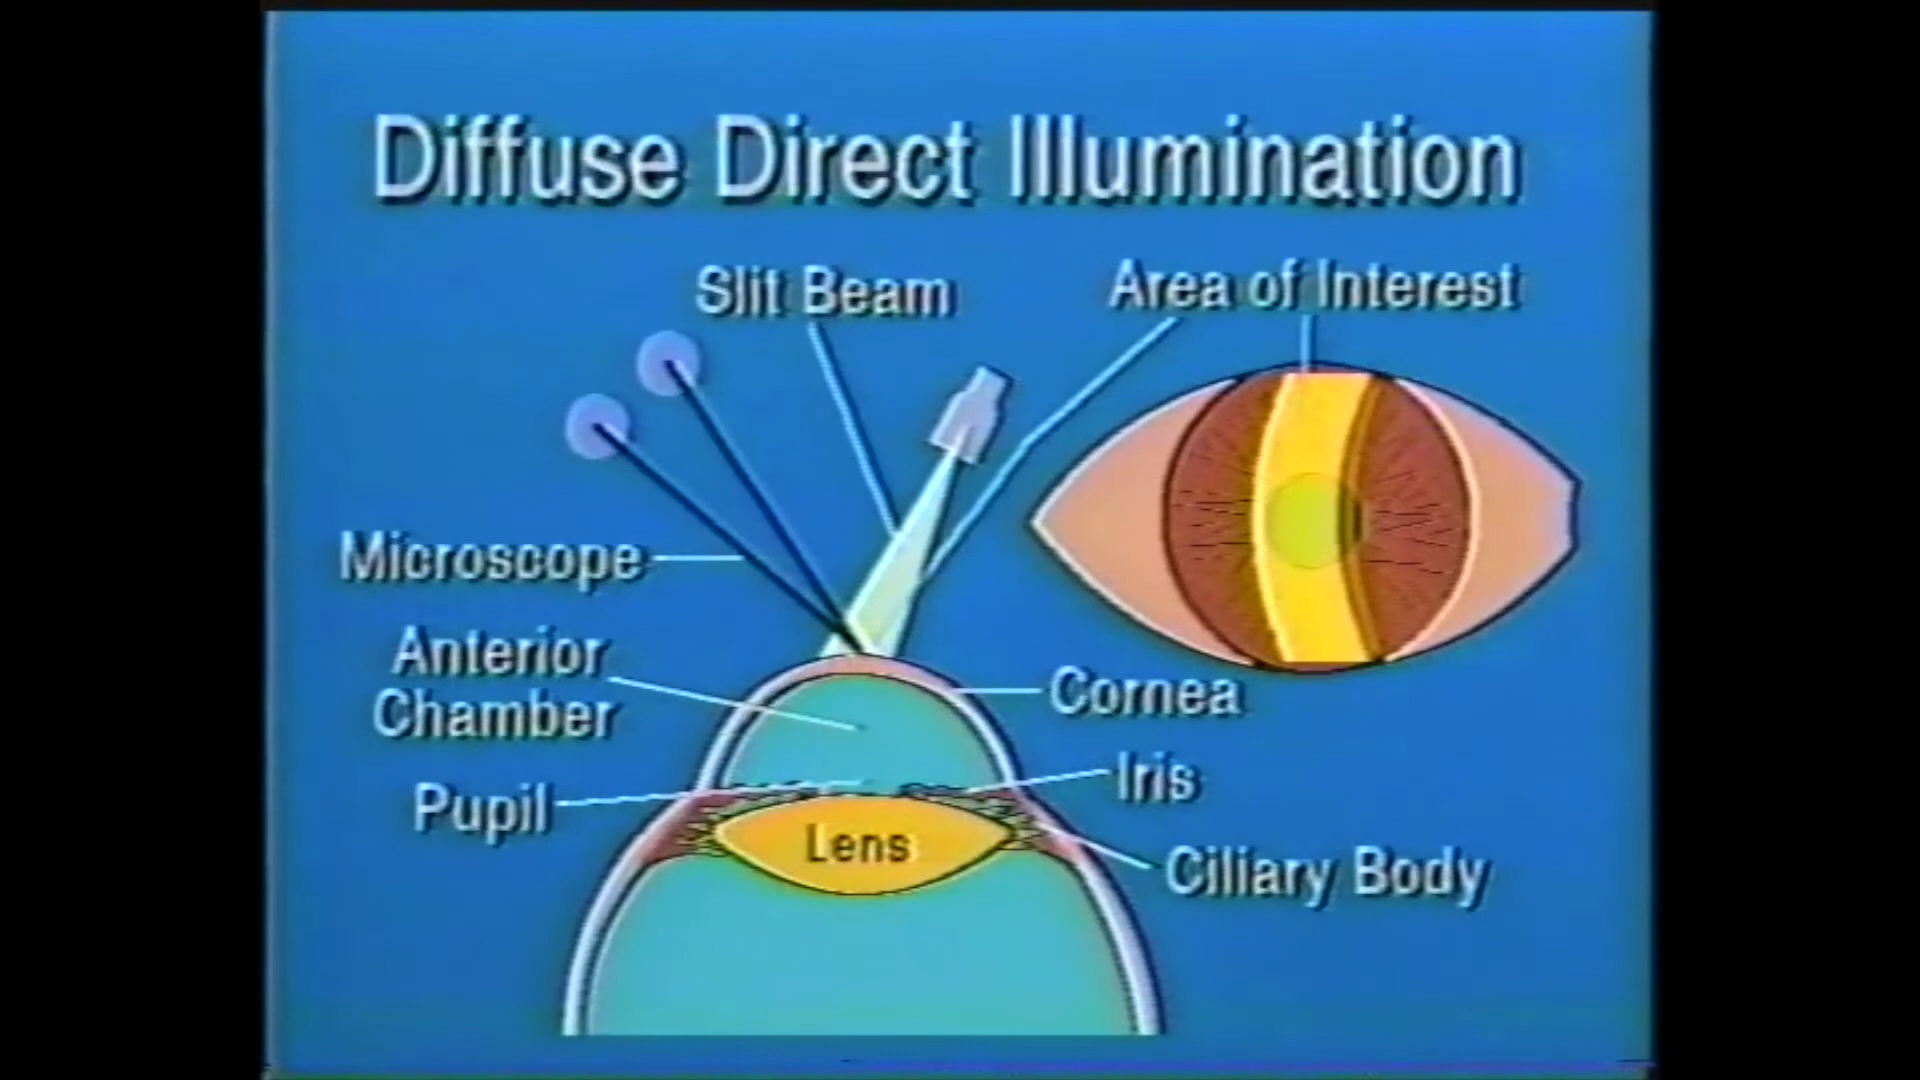 Diffuse Direct Illumination
Slit Beam
Area of Interest
Microscope
Anterior
Chamber
Cornea
Pupil
Iris
Lens
Ciliary Body